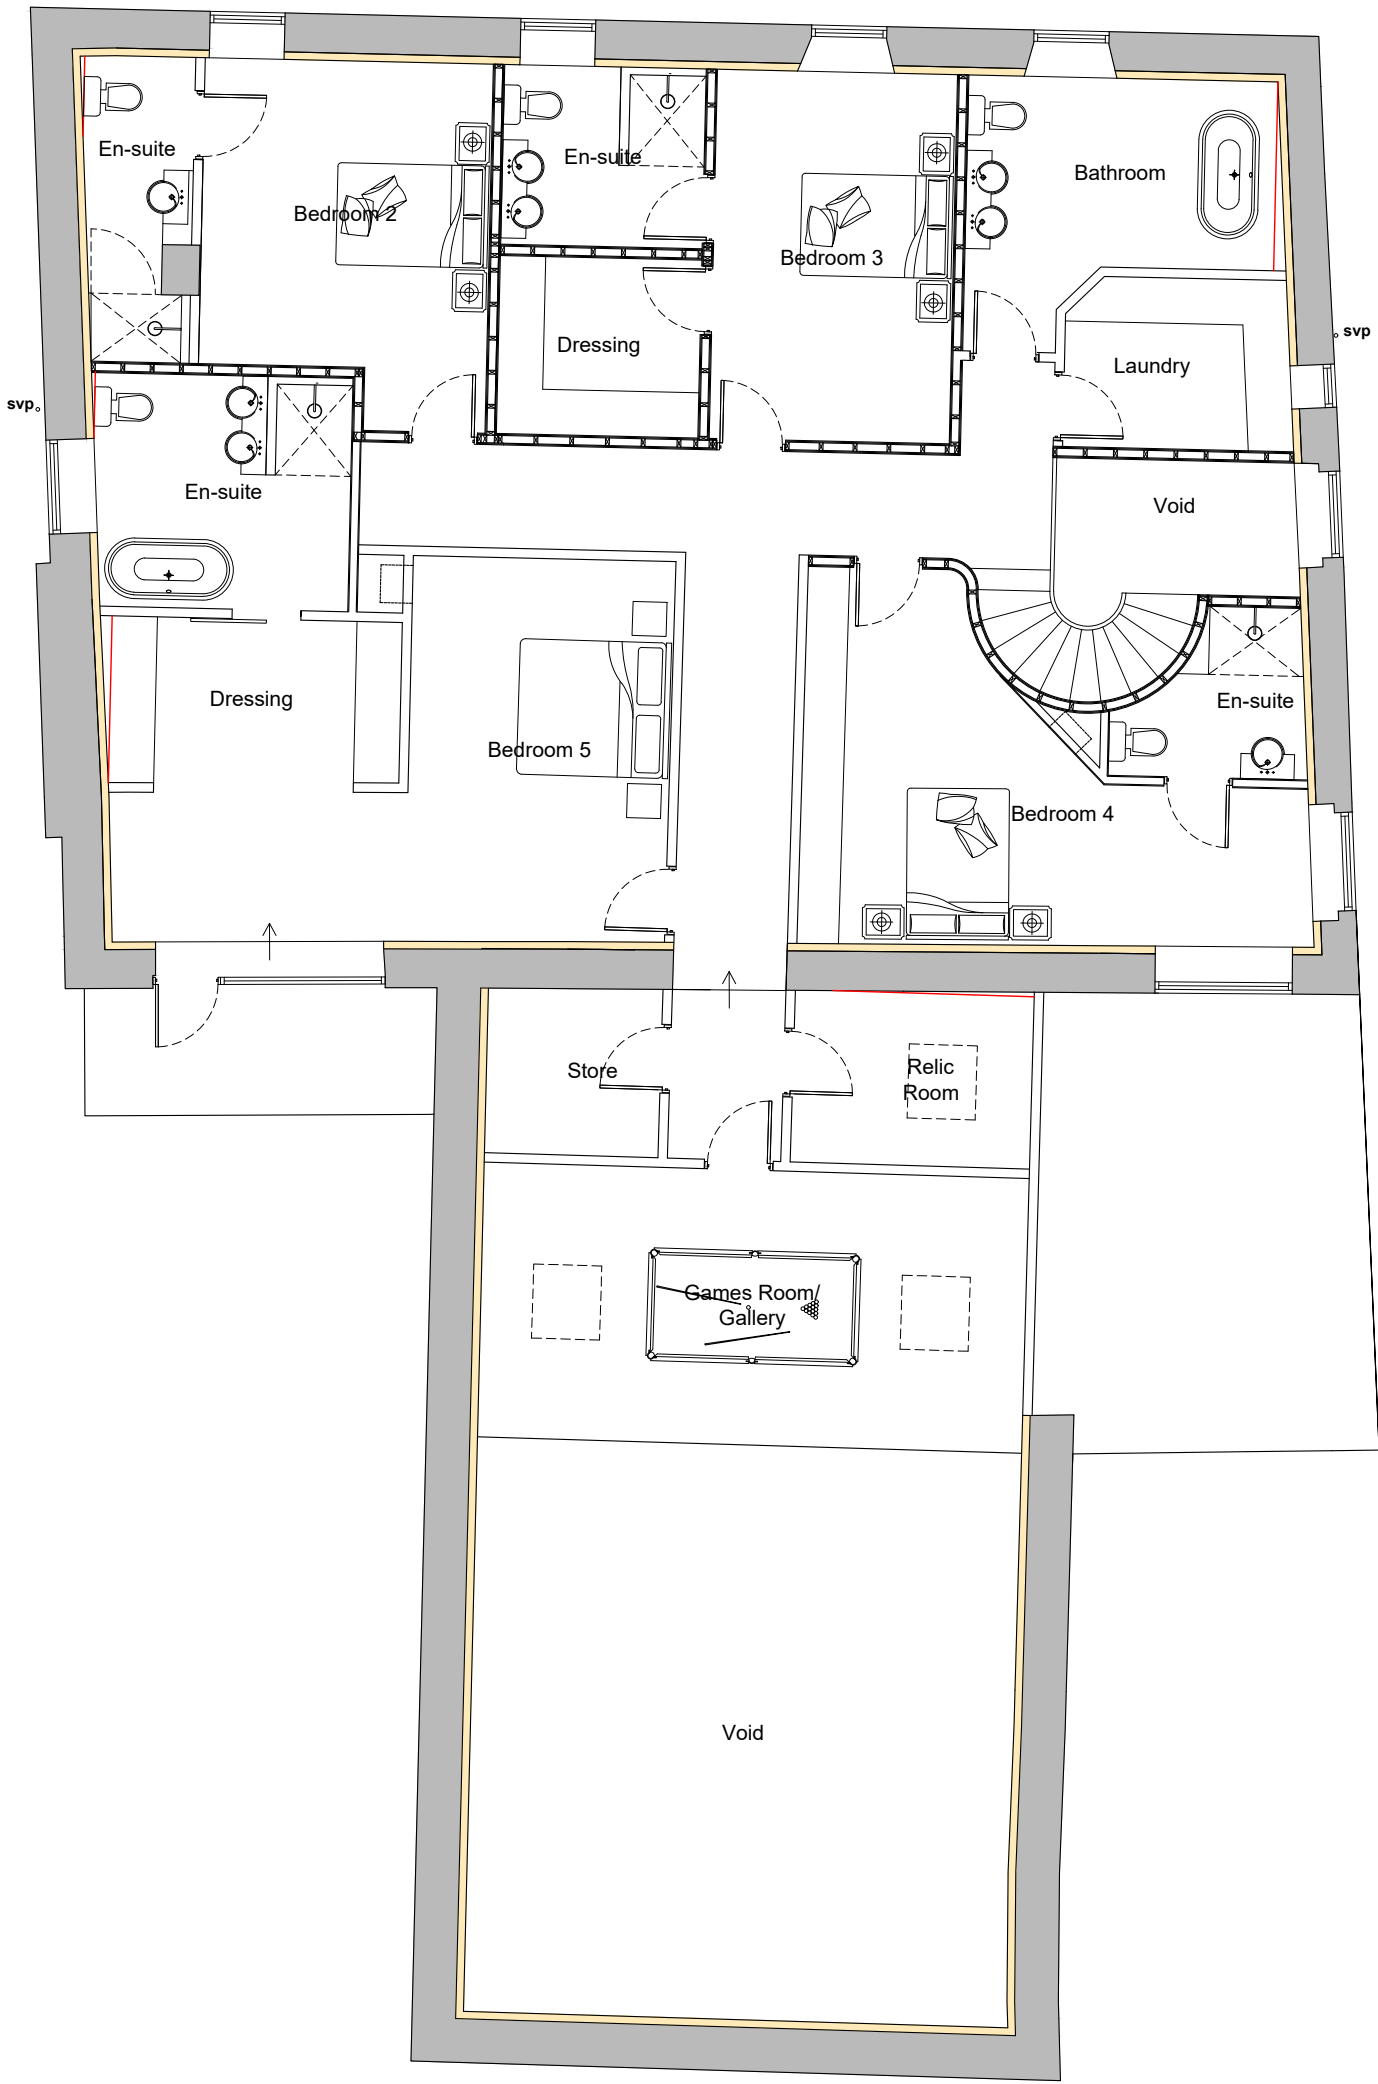 En-suite
Bedroom 2
En-suite
Bedroom 3
Bathroom
Dressing
Laundry
svp
svp
En-suite
Void
Dressing
Bedroom 5
En-suite
Bedroom 4
Store
Relic
Room
Games Room/
Gallery
Void